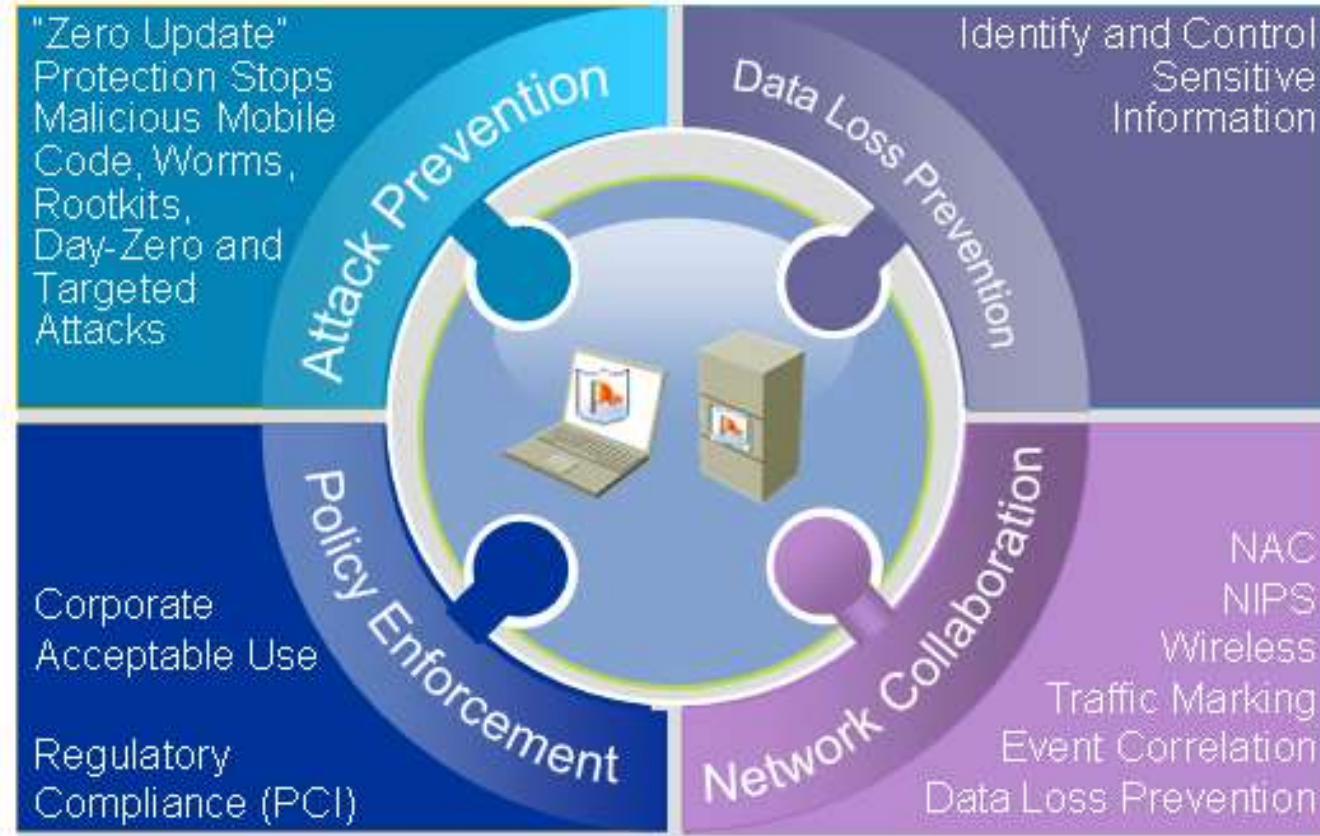 "Zero Update"
Protection Stops
Malicious Mobile
Code, Worms,
Rootkits,
Day-Zero and
Targeted
Attacks
Attack Prevention
Data Loss Prevention
Identify and Control
Sensitive
Information
Corporate
Acceptable Use
Regulatory
Compliance (PCI)
Policy Enforcement
Network Collaboration
NAC
NIPS
Wireless
Traffic Marking
Event Correlation
Data Loss Prevention